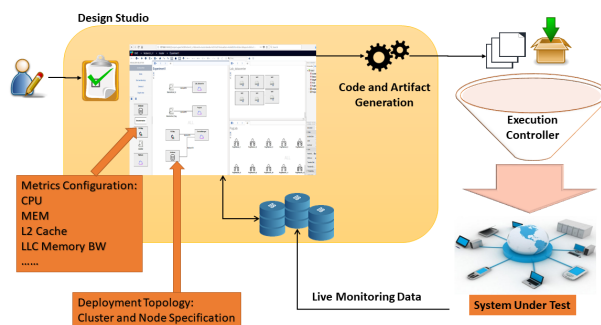 Design Studio
Code and Artifact
Generation
Execution
Controller
Metrics Configuration:
CPU
MEM
L2 Cache
LLC Memory BW
......
Deployment Topology:
Cluster and Node Specification
Live Monitoring Data
System Under Test